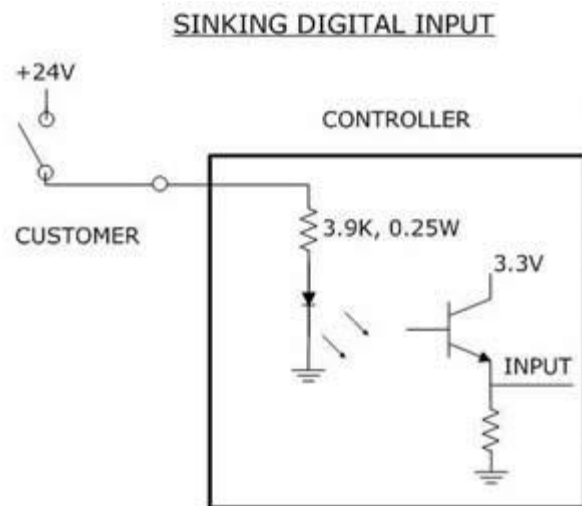 SINKING DIGITAL INPUT
+24V
CONTROLLER
CUSTOMER
3.9K, 0.25W
3.3V
INPUT